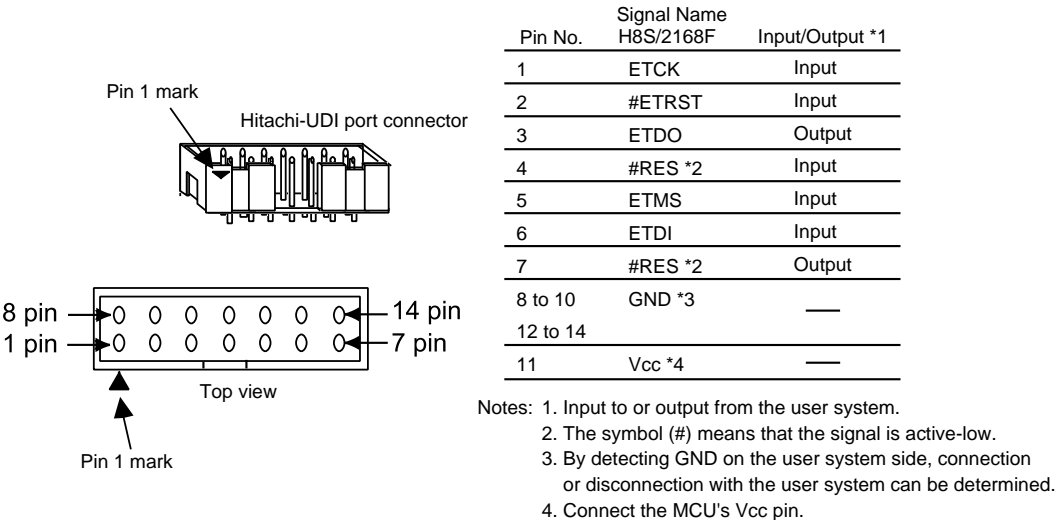 Pin 1 mark
Hitachi-UDI port connector
8 pin
14 pin
1 pin
7 pin
Top view
Pin 1 mark
Signal Name
Pin No. H8S/2168F Input/Output *1
1 ETCK Input
2 #ETRST Input
3 ETDO Output
4 #RES *2 Input
5 ETMS Input
6 ETDI Input
7 #RES *2 Output
8 to 10 GND *3
12 to 14
11 Vcc *4
Notes: 1. Input to or output from the user system.
2. The symbol (#) means that the signal is active-low.
3. By detecting GND on the user system side, connection
or disconnection with the user system can be determined.
4. Connect the MCU's Vcc pin.